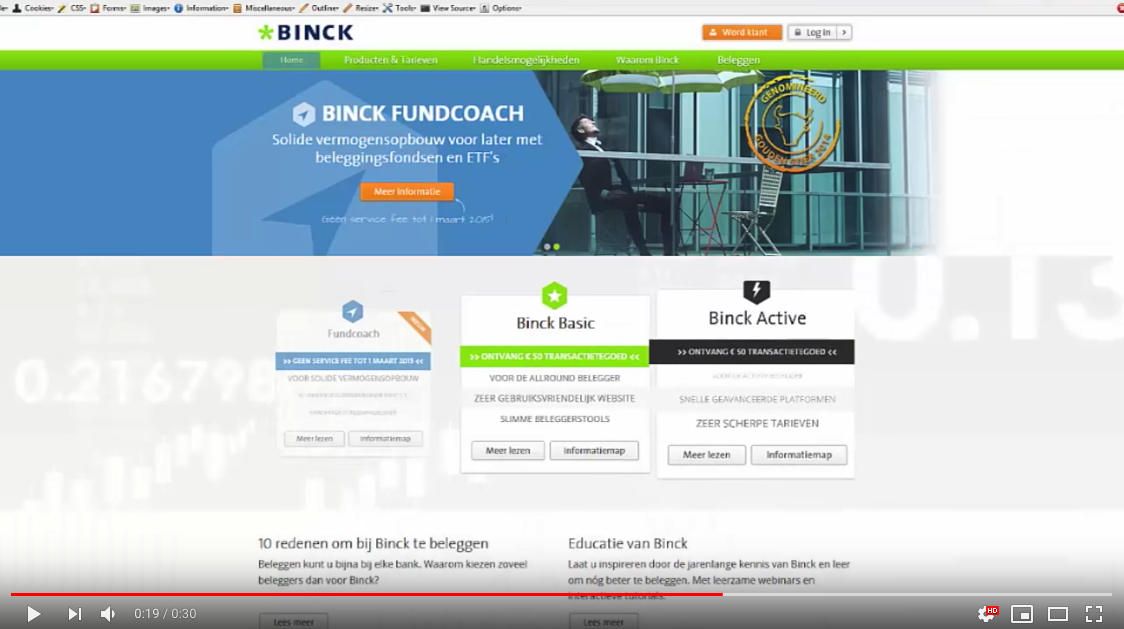 Cookies CSS Forms Images Information Miscellaneous Outline Resize Tools View Source Options
BINCK
Word klant
Log in
Home
Producten & Tarieven
Handelsmogelijkheden
Waarom Binck
Beleggen
BINCK FUNDCOACH
Solide vermogensopbouw voor later met
beleggingsfondsen en ETF's
Meer informatie
Geen service fee tot 1 maart 2015!
GENOMINEERD
GOUDEN STIER 2014
0.13
0.2167980
Fundcoach
NIEUW
>> GEEN SERVICE FEE TOT 1 MAART 2015 <<
VOOR SOLIDE VERMOGENSOPBOUW
Meer lezen
Informatiemap
Binck Basic
>> ONTVANG € 50 TRANSACTIETEGOED <<
VOOR DE ALLROUND BELEGGER
ZEER GEBRUIKSVRIENDELIJK WEBSITE
SLIMME BELEGGERSTOOLS
Meer lezen
Informatiemap
Binck Active
>> ONTVANG € 50 TRANSACTIETEGOED <<
VOOR DE ACTIEVE BELEGGER
SNELLE GEAVANCEERDE PLATFORMEN
ZEER SCHERPE TARIEVEN
Meer lezen
Informatiemap
10 redenen om bij Binck te beleggen
Beleggen kunt u bijna bij elke bank. Waarom kiezen zoveel
beleggers dan voor Binck?
Lees meer
Educatie van Binck
Laat u inspireren door de jarenlange kennis van Binck en leer
om nóg beter te beleggen. Met leerzame webinars en
interactieve tutorials.
Lees meer
0:19 / 0:30
HD